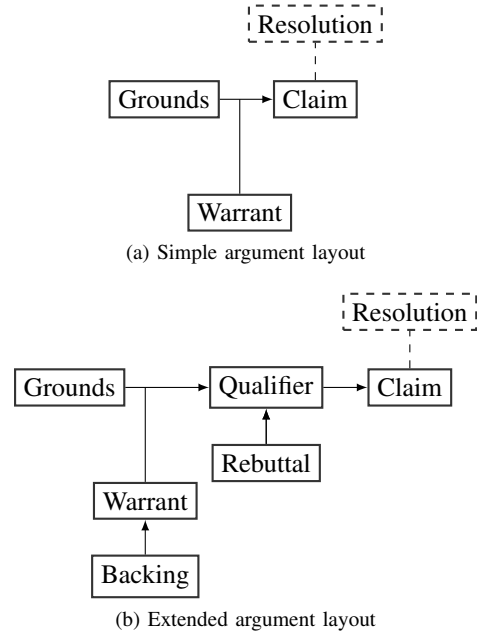 Resolution
Grounds
Claim
Warrant
(a) Simple argument layout
Resolution
Grounds
Qualifier
Claim
Rebuttal
Warrant
Backing
(b) Extended argument layout